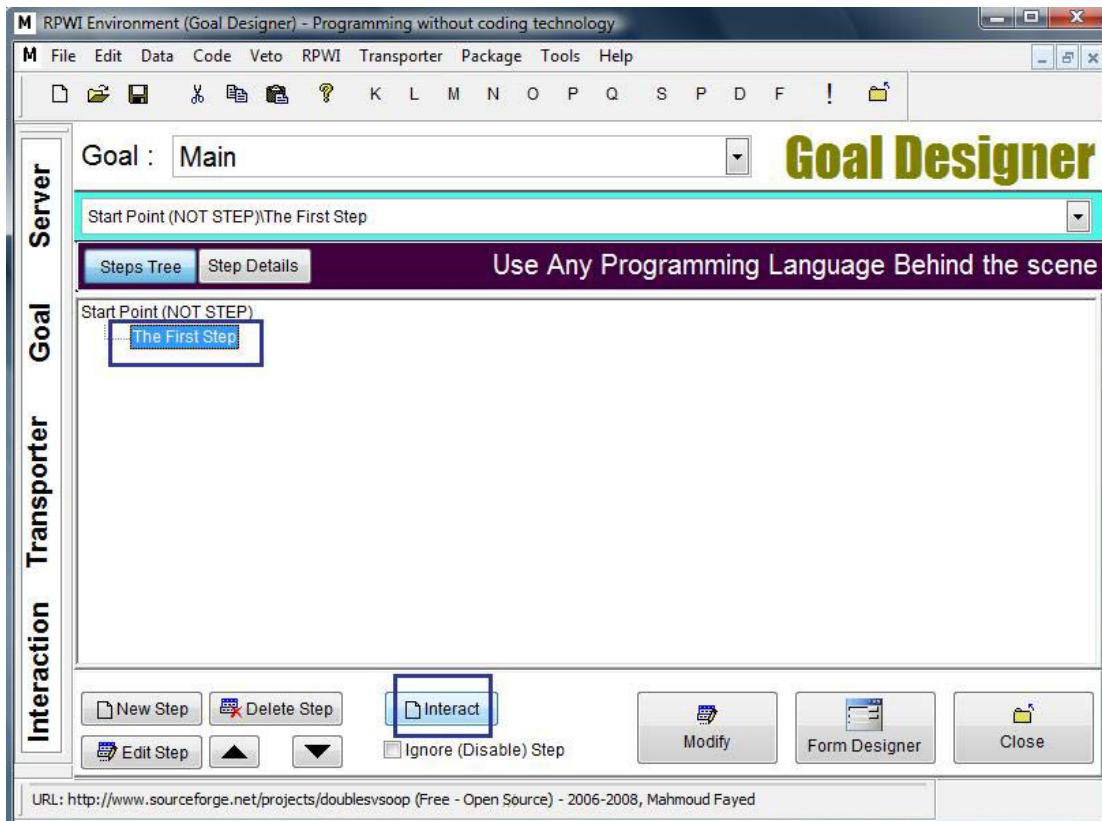 M RPWI Environment (Goal Designer) - Programming without coding technology
M File Edit Data Code Veto RPWI Transporter Package Tools Help
K L M N O P Q S P D F !
Goal : Main
Goal Designer
Start Point (NOT STEP)\The First Step
Steps Tree Step Details Use Any Programming Language Behind the scene
Start Point (NOT STEP)
The First Step
Server
Goal
Transporter
Interaction
New Step Delete Step Interact
Edit Step Ignore (Disable) Step
Modify Form Designer Close
URL: http://www.sourceforge.net/projects/doublesvsoop (Free - Open Source) - 2006-2008, Mahmoud Fayed